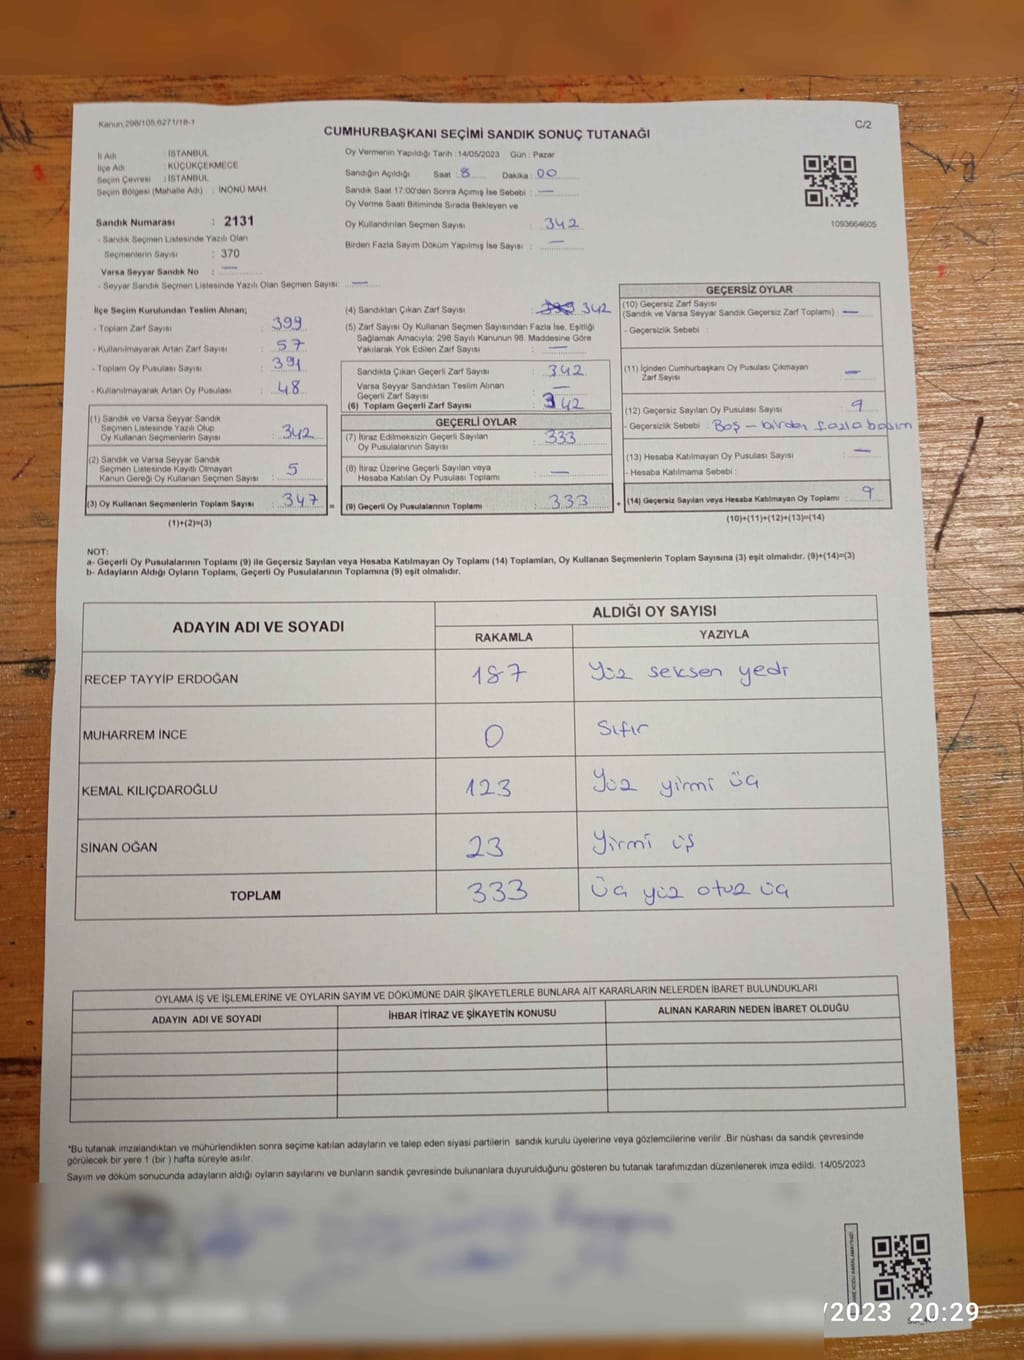 Kanun,298/105,6271/18-1
C/2
CUMHURBAŞKANI SEÇİMİ SANDIK SONUÇ TUTANAĞI
İl Adı : İSTANBUL
İlçe Adı : KÜÇÜKÇEKMECE
Seçim Çevresi : İSTANBUL
Seçim Bölgesi (Mahalle Adı) : İNÖNÜ MAH.
Sandık Numarası : 2131
- Sandık Seçmen Listesinde Yazılı Olan
Seçmenlerin Sayısı : 370
Varsa Seyyar Sandık No : —
- Seyyar Sandık Seçmen Listesinde Yazılı Olan Seçmen Sayısı: —
Oy Vermenin Yapıldığı Tarih : 14/05/2023 Gün : Pazar
Sandığın Açıldığı Saat : 8 Dakika : 00
Sandık Saat 17:00'den Sonra Açımış İse Sebebi : —
Oy Verme Saati Bitiminde Sırada Bekleyen ve
Oy Kullandırılan Seçmen Sayısı : 342
Birden Fazla Sayım Döküm Yapılmış İse Sayısı : —
1093664605
İlçe Seçim Kurulundan Teslim Alınan;
- Toplam Zarf Sayısı : 399
- Kullanılmayarak Artan Zarf Sayısı : 57
- Toplam Oy Pusulası Sayısı : 391
- Kullanılmayarak Artan Oy Pusulası : 48
(1) Sandık ve Varsa Seyyar Sandık
Seçmen Listesinde Yazılı Olup
Oy Kullanan Seçmenlerin Sayısı : 342
(2) Sandık ve Varsa Seyyar Sandık
Seçmen Listesinde Kayıtlı Olmayan
Kanun Gereği Oy Kullanan Seçmen Sayısı : 5
(3) Oy Kullanan Seçmenlerin Toplam Sayısı : 347 =
(1)+(2)=(3)
(4) Sandıktan Çıkan Zarf Sayısı : 342
(5) Zarf Sayısı Oy Kullanan Seçmen Sayısından Fazla İse, Eşitliği
Sağlamak Amacıyla; 298 Sayılı Kanunun 98. Maddesine Göre
Yakılarak Yok Edilen Zarf Sayısı : —
Sandıkta Çıkan Geçerli Zarf Sayısı : 342
Varsa Seyyar Sandıktan Teslim Alınan
Geçerli Zarf Sayısı : —
(6) Toplam Geçerli Zarf Sayısı : 342
GEÇERLİ OYLAR
(7) İtiraz Edilmeksizin Geçerli Sayılan
Oy Pusulalarının Sayısı : 333
(8) İtiraz Üzerine Geçerli Sayılan veya
Hesaba Katılan Oy Pusulası Toplamı : —
(9) Geçerli Oy Pusulalarının Toplamı : 333 +
GEÇERSİZ OYLAR
(10) Geçersiz Zarf Sayısı
(Sandık ve Varsa Seyyar Sandık Geçersiz Zarf Toplamı) : —
- Geçersizlik Sebebi :
(11) İçinden Cumhurbaşkanı Oy Pusulası Çıkmayan
Zarf Sayısı : —
(12) Geçersiz Sayılan Oy Pusulası Sayısı : 9
- Geçersizlik Sebebi : Boş – birden fazla basım
(13) Hesaba Katılmayan Oy Pusulası Sayısı : —
- Hesaba Katılmama Sebebi :
(14) Geçersiz Sayılan veya Hesaba Katılmayan Oy Toplamı : 9
(10)+(11)+(12)+(13)=(14)
NOT:
a- Geçerli Oy Pusulalarının Toplamı (9) ile Geçersiz Sayılan veya Hesaba Katılmayan Oy Toplamı (14) Toplamları, Oy Kullanan Seçmenlerin Toplam Sayısına (3) eşit olmalıdır. (9)+(14)=(3)
b- Adayların Aldığı Oyların Toplamı, Geçerli Oy Pusulalarının Toplamına (9) eşit olmalıdır.
ADAYIN ADI VE SOYADI
ALDIĞI OY SAYISI
RAKAMLA YAZIYLA
RECEP TAYYİP ERDOĞAN 187 Yüz seksen yedi
MUHARREM İNCE 0 Sıfır
KEMAL KILIÇDAROĞLU 123 Yüz yirmi üç
SİNAN OĞAN 23 Yirmi üş
TOPLAM 333 Üç yüz otuz üç
OYLAMA İŞ VE İŞLEMLERİNE VE OYLARIN SAYIM VE DÖKÜMÜNE DAİR ŞİKAYETLERLE BUNLARA AİT KARARLARIN NELERDEN İBARET BULUNDUKLARI
ADAYIN ADI VE SOYADI İHBAR İTİRAZ VE ŞİKAYETİN KONUSU ALINAN KARARIN NEDEN İBARET OLDUĞU
*Bu tutanak imzalandıktan ve mühürlendikten sonra seçime katılan adayların ve talep eden siyasi partilerin sandık kurulu üyelerine veya gözlemcilerine verilir. Bir nüshası da sandık çevresinde
görülecek bir yere 1 (bir) hafta süreyle asılır.
Sayım ve döküm sonucunda adayların aldığı oyların sayılarını ve bunların sandık çevresinde bulunanlara duyurulduğunu gösteren bu tutanak tarafımızdan düzenlenerek imza edildi. 14/05/2023
/2023 20:29